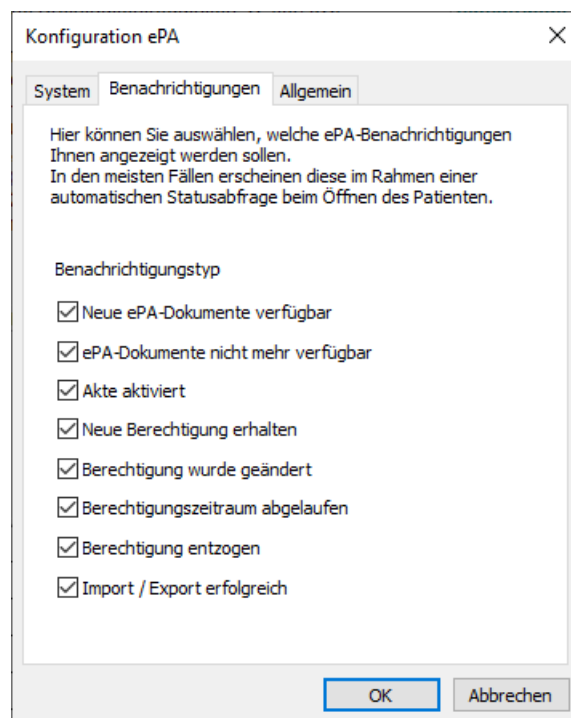 Konfiguration ePA
System Benachrichtigungen Allgemein
Hier können Sie auswählen, welche ePA-Benachrichtigungen
Ihnen angezeigt werden sollen.
In den meisten Fällen erscheinen diese im Rahmen einer
automatischen Statusabfrage beim Öffnen des Patienten.
Benachrichtigungstyp
Neue ePA-Dokumente verfügbar
ePA-Dokumente nicht mehr verfügbar
Akte aktiviert
Neue Berechtigung erhalten
Berechtigung wurde geändert
Berechtigungszeitraum abgelaufen
Berechtigung entzogen
Import / Export erfolgreich
OK Abbrechen